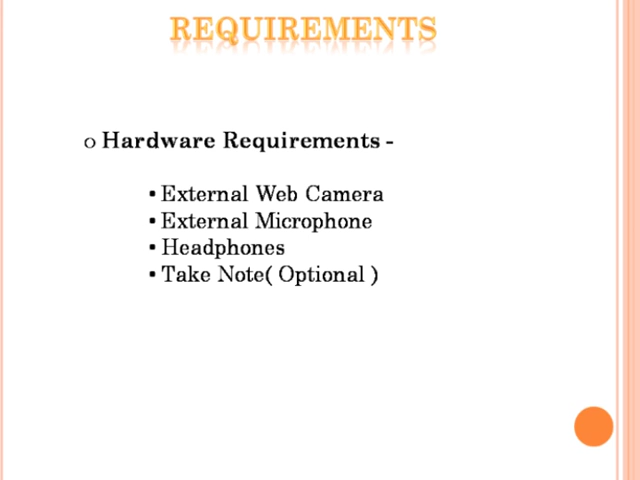 REQUIREMENTS
o Hardware Requirements -
▪ External Web Camera
▪ External Microphone
▪ Headphones
▪ Take Note( Optional )